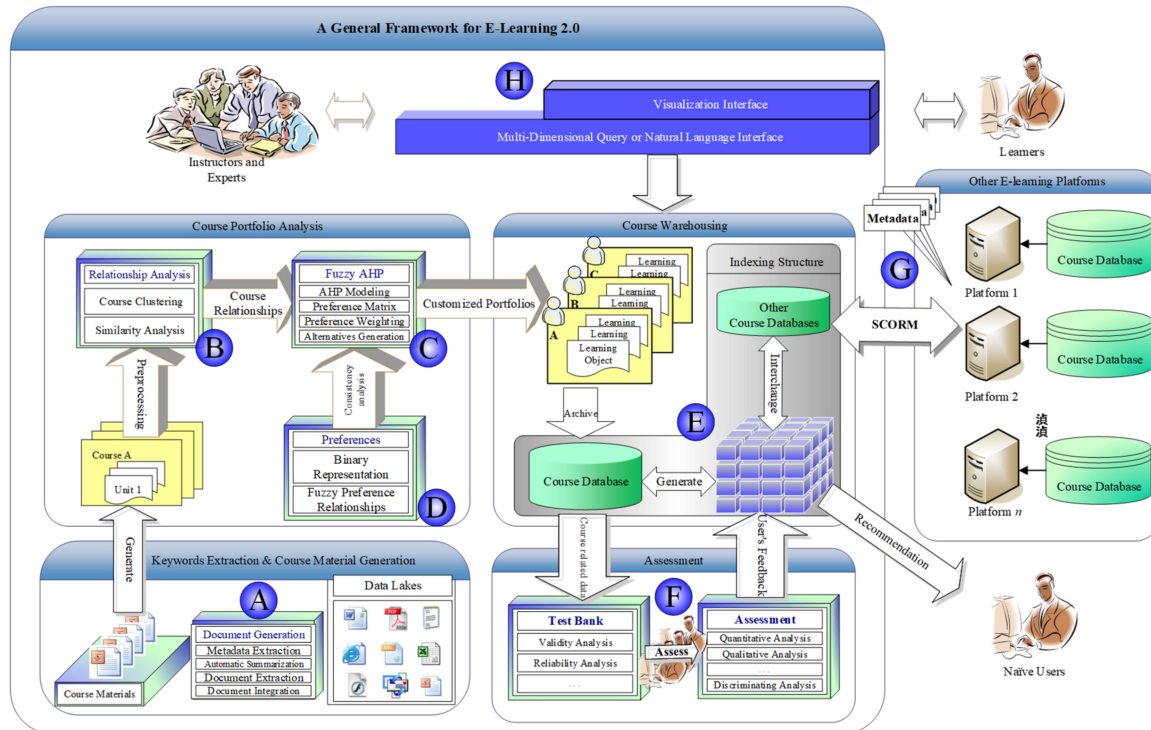 A General Framework for E-Learning 2.0
H
Visualization Interface
Multi-Dimensional Query or Natural Language Interface
Instructors and
Experts
Learners
Other E-learning Platforms
Metadata
G
Platform 1
Course Database
SCORM
Platform 2
Course Database
濆
濆
Platform n
Course Database
Course Portfolio Analysis
Relationship Analysis
Course Clustering
Similarity Analysis
B
Course
Relationships
Fuzzy AHP
AHP Modeling
Preference Matrix
Preference Weighting
Alternatives Generation
C
Customized Portfolios
Preprocessing
Consistency
analysis
Course A
Unit 1
Preferences
Binary
Representation
Fuzzy Preference
Relationships
D
Course Warehousing
C
Learning
Learning
B
Learning
Learning
Learning
A
Learning
Learning
Learning
Object
Indexing Structure
Other
Course Databases
Interchange
Archive
E
Course Database
Generate
Generate
Keywords Extraction & Course Material Generation
A
Course Materials
Document Generation
Metadata Extraction
Automatic Summarization
Document Extraction
Document Integration
Data Lakes
Course related data
User's Feedback
Recommendation
Assessment
F
Test Bank
Validity Analysis
Reliability Analysis
...
Assess
Assessment
Quantitative Analysis
Qualitative Analysis
...
Discriminating Analysis
Naïve Users